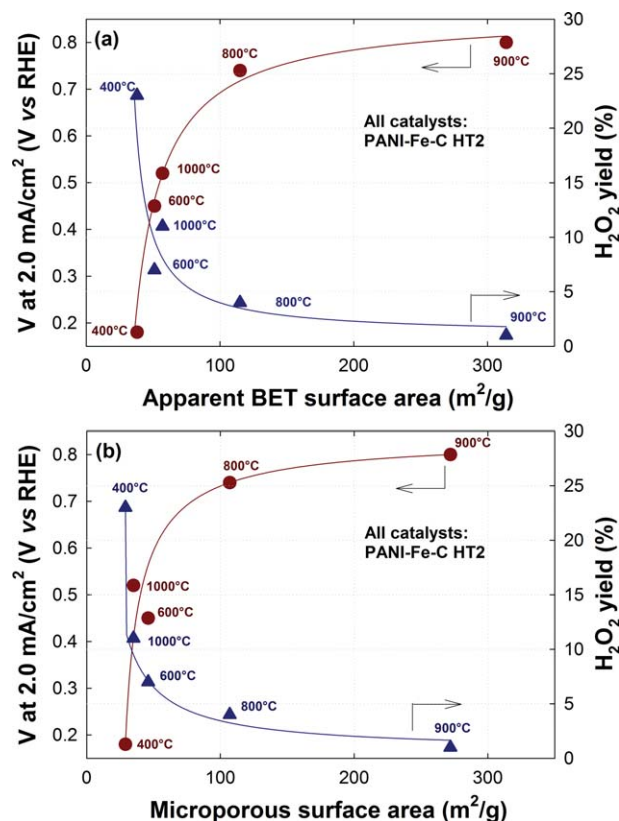 (a)
V at 2.0 mA/cm² (V vs RHE)
0.8
0.7
0.6
0.5
0.4
0.3
0.2
400°C
800°C
900°C
All catalysts:
PANI-Fe-C HT2
1000°C
600°C
1000°C
600°C
800°C
900°C
400°C
30
25
20
15
10
5
0
H₂O₂ yield (%)
0 100 200 300
Apparent BET surface area (m²/g)
(b)
V at 2.0 mA/cm² (V vs RHE)
0.8
0.7
0.6
0.5
0.4
0.3
0.2
900°C
800°C
400°C
All catalysts:
PANI-Fe-C HT2
1000°C
600°C
1000°C
600°C
800°C
900°C
400°C
30
25
20
15
10
5
0
H₂O₂ yield (%)
0 100 200 300
Microporous surface area (m²/g)